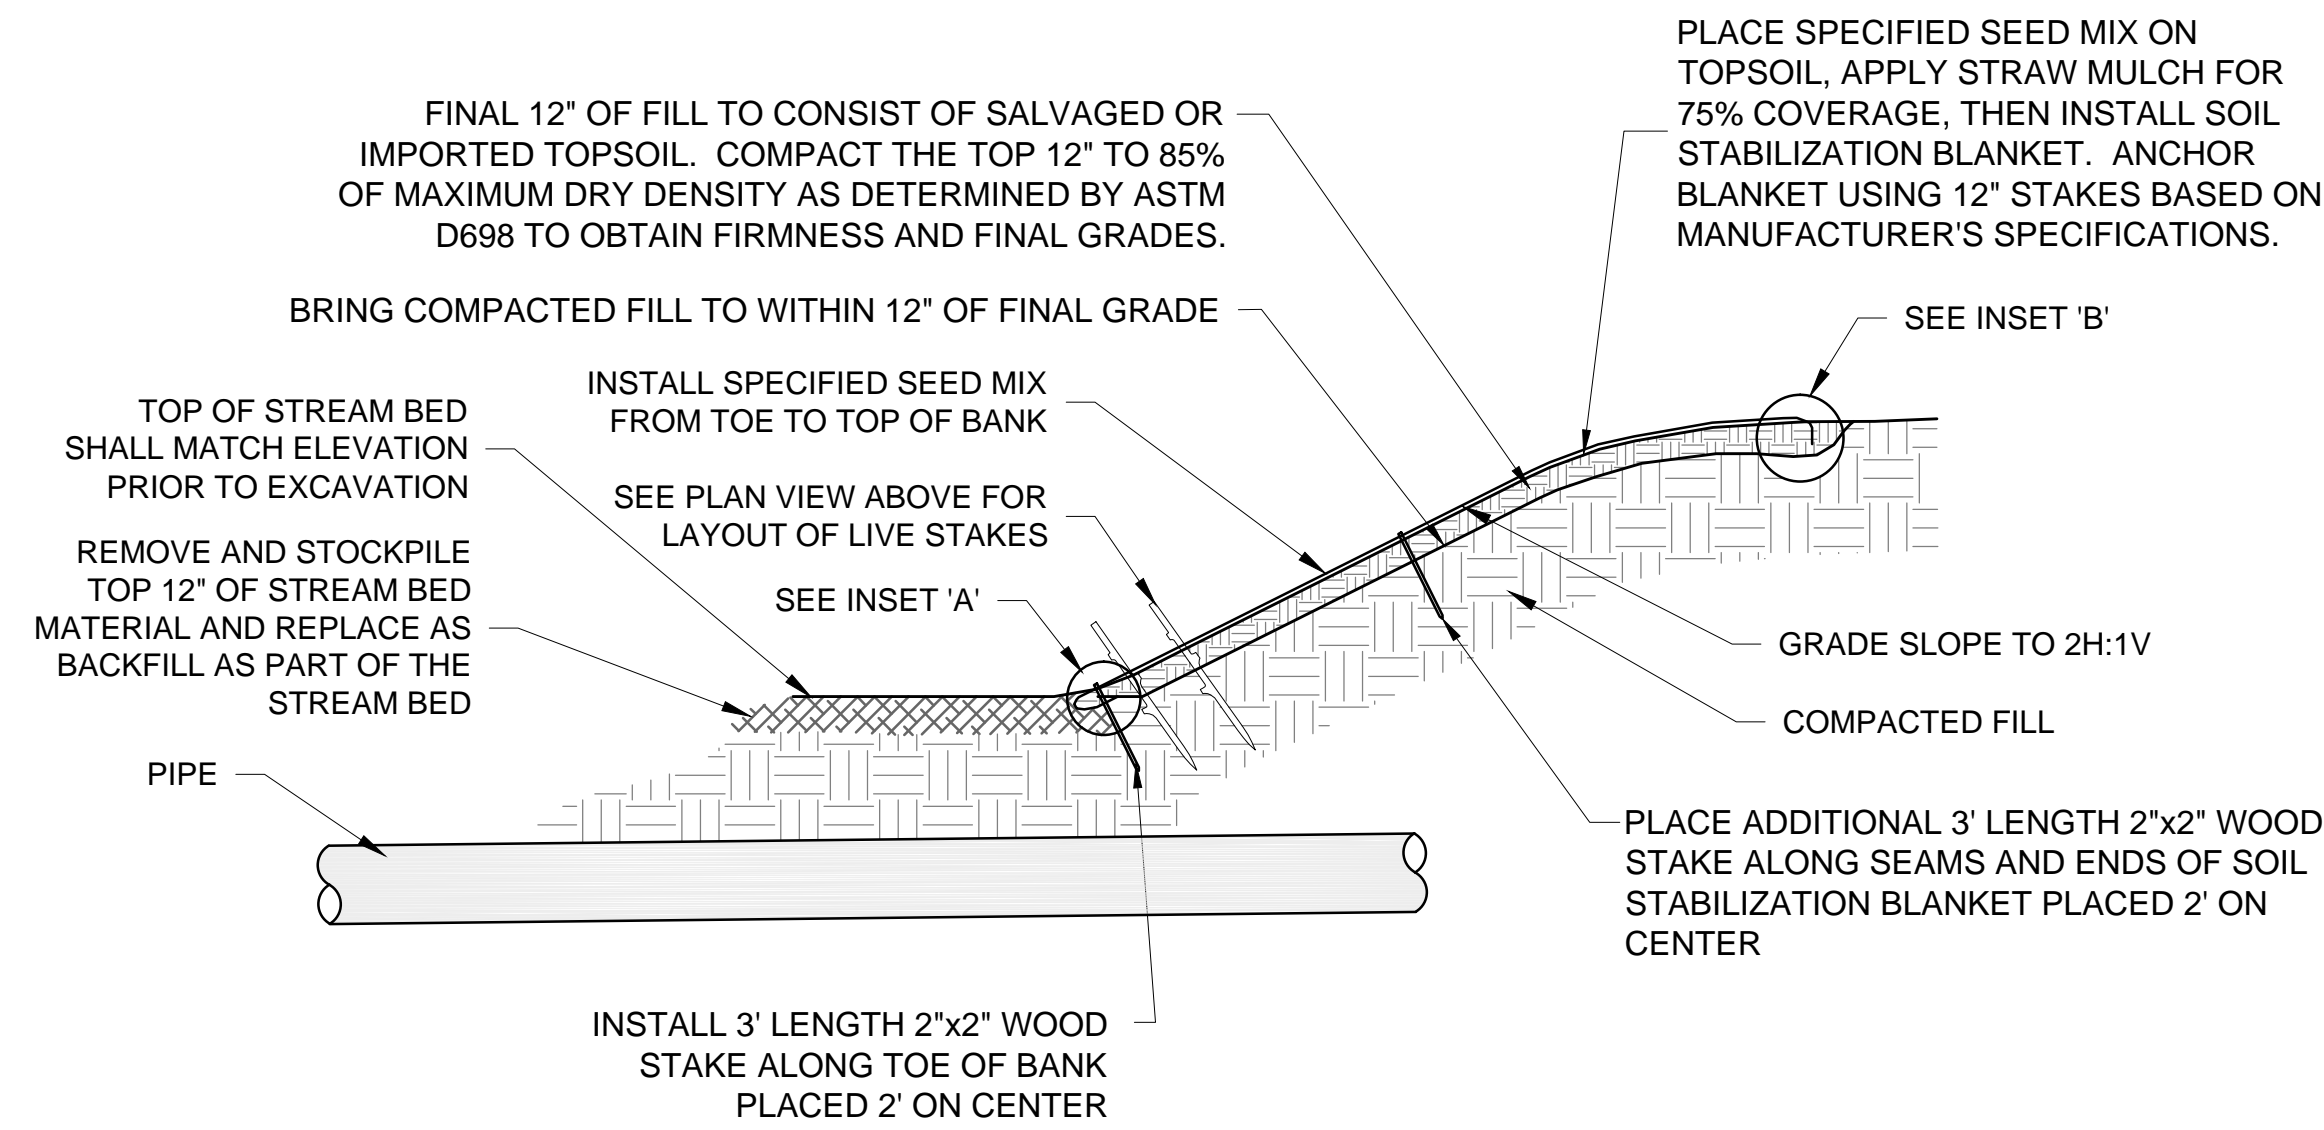 PLACE SPECIFIED SEED MIX ON
TOPSOIL, APPLY STRAW MULCH FOR
75% COVERAGE, THEN INSTALL SOIL
STABILIZATION BLANKET. ANCHOR
BLANKET USING 12" STAKES BASED ON
MANUFACTURER'S SPECIFICATIONS.
FINAL 12" OF FILL TO CONSIST OF SALVAGED OR
IMPORTED TOPSOIL. COMPACT THE TOP 12" TO 85%
OF MAXIMUM DRY DENSITY AS DETERMINED BY ASTM
D698 TO OBTAIN FIRMNESS AND FINAL GRADES.
BRING COMPACTED FILL TO WITHIN 12" OF FINAL GRADE
SEE INSET 'B'
INSTALL SPECIFIED SEED MIX
FROM TOE TO TOP OF BANK
TOP OF STREAM BED
SHALL MATCH ELEVATION
PRIOR TO EXCAVATION
SEE PLAN VIEW ABOVE FOR
LAYOUT OF LIVE STAKES
REMOVE AND STOCKPILE
TOP 12" OF STREAM BED
MATERIAL AND REPLACE AS
BACKFILL AS PART OF THE
STREAM BED
SEE INSET 'A'
GRADE SLOPE TO 2H:1V
COMPACTED FILL
PIPE
PLACE ADDITIONAL 3' LENGTH 2"x2" WOOD
STAKE ALONG SEAMS AND ENDS OF SOIL
STABILIZATION BLANKET PLACED 2' ON
CENTER
INSTALL 3' LENGTH 2"x2" WOOD
STAKE ALONG TOE OF BANK
PLACED 2' ON CENTER